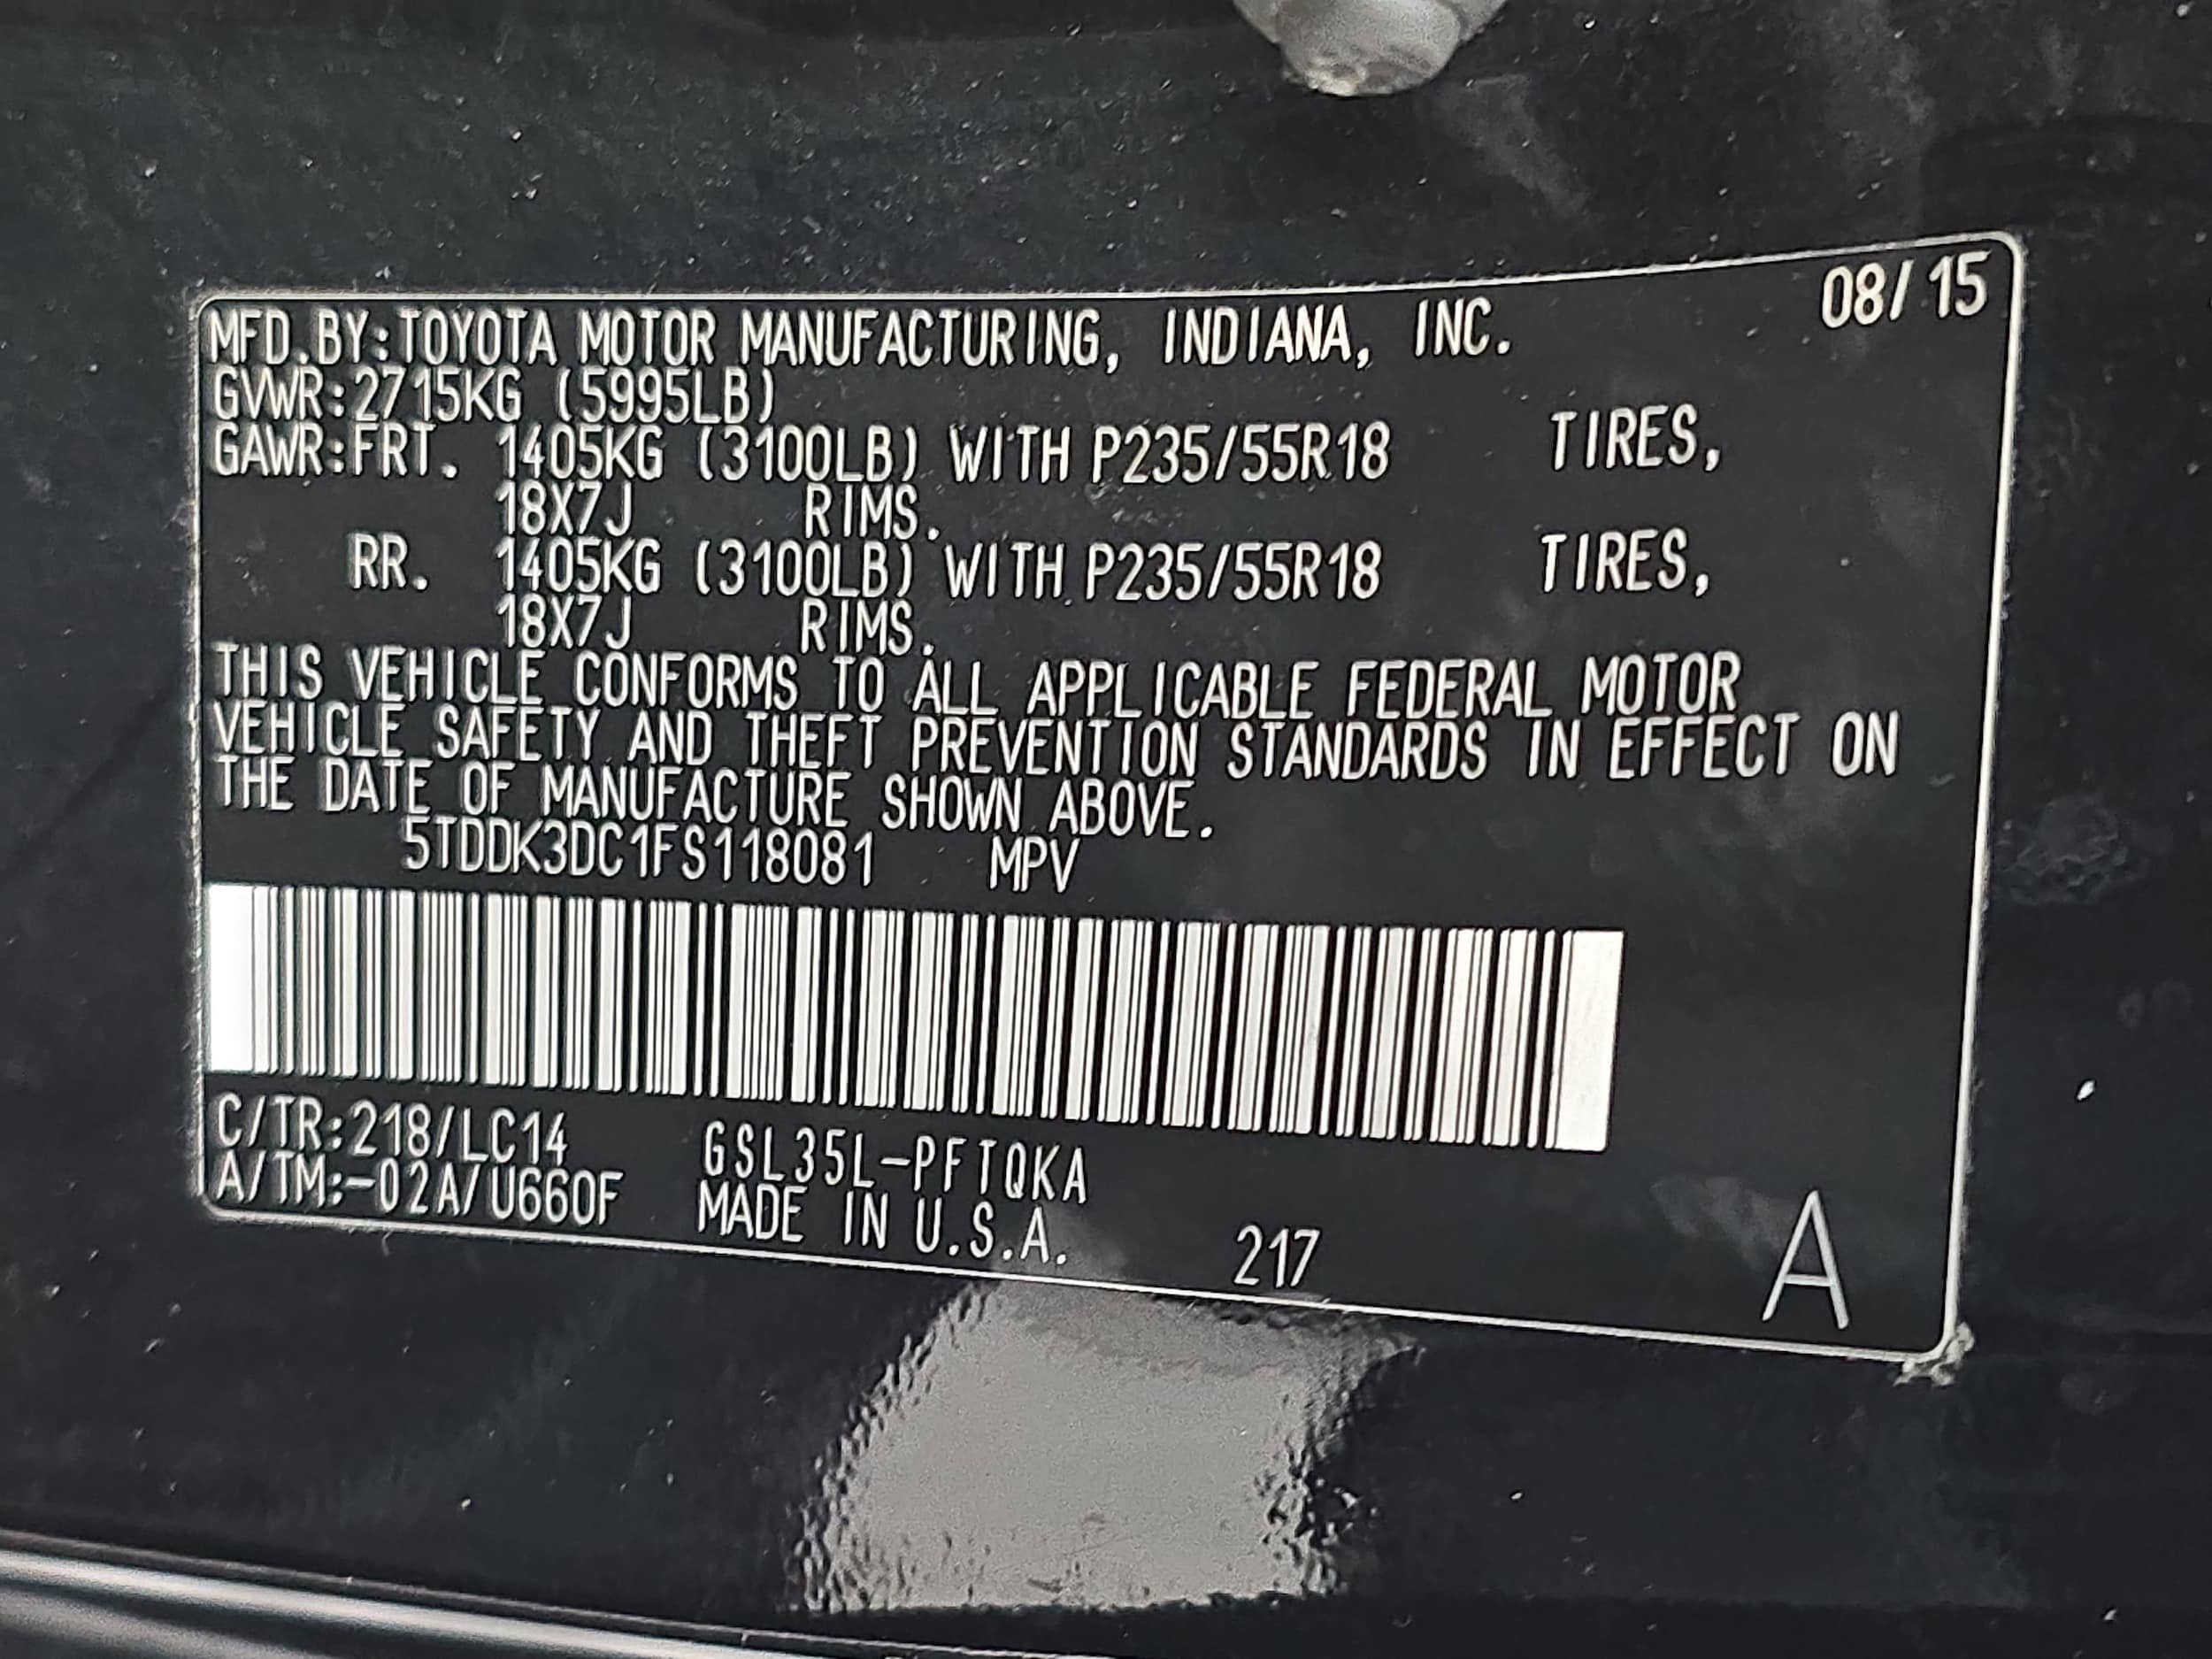 08/15
MFD.BY:TOYOTA MOTOR MANUFACTURING, INDIANA, INC.
GVWR:2715KG (5995LB)
GAWR:FRT. 1405KG (3100LB) WITH P235/55R18 TIRES,
18X7J RIMS.
RR. 1405KG (3100LB) WITH P235/55R18 TIRES,
18X7J RIMS.
THIS VEHICLE CONFORMS TO ALL APPLICABLE FEDERAL MOTOR
VEHICLE SAFETY AND THEFT PREVENTION STANDARDS IN EFFECT ON
THE DATE OF MANUFACTURE SHOWN ABOVE.
5TDDK3DC1FS118081 MPV
C/TR:218/LC14 GSL35L-PFTQKA
A/TM:-02A/U660F MADE IN U.S.A. 217 A